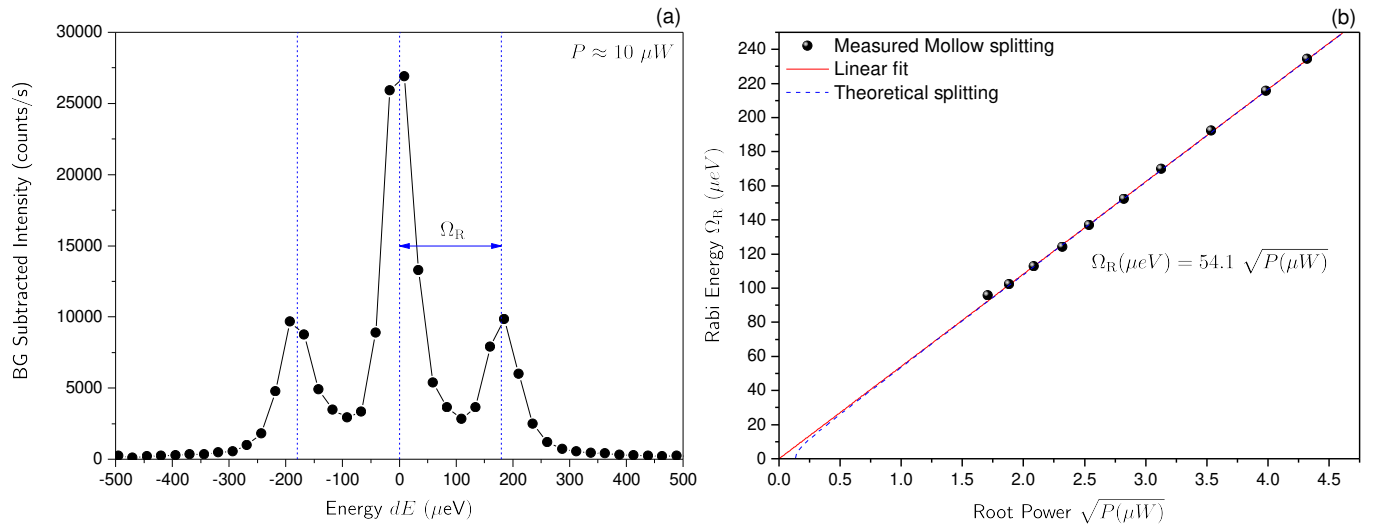 (a)
30000
25000
20000
15000
10000
5000
0
BG Subtracted Intensity (counts/s)
P ≈ 10 μW
Ω_R
-500 -400 -300 -200 -100 0 100 200 300 400 500
Energy dE (μeV)
(b)
240
220
200
180
160
140
120
100
80
60
40
20
0
Rabi Energy Ω_R (μeV)
Measured Mollow splitting
Linear fit
Theoretical splitting
Ω_R(μeV) = 54.1 √P(μW)
0.0 0.5 1.0 1.5 2.0 2.5 3.0 3.5 4.0 4.5
Root Power √P(μW)